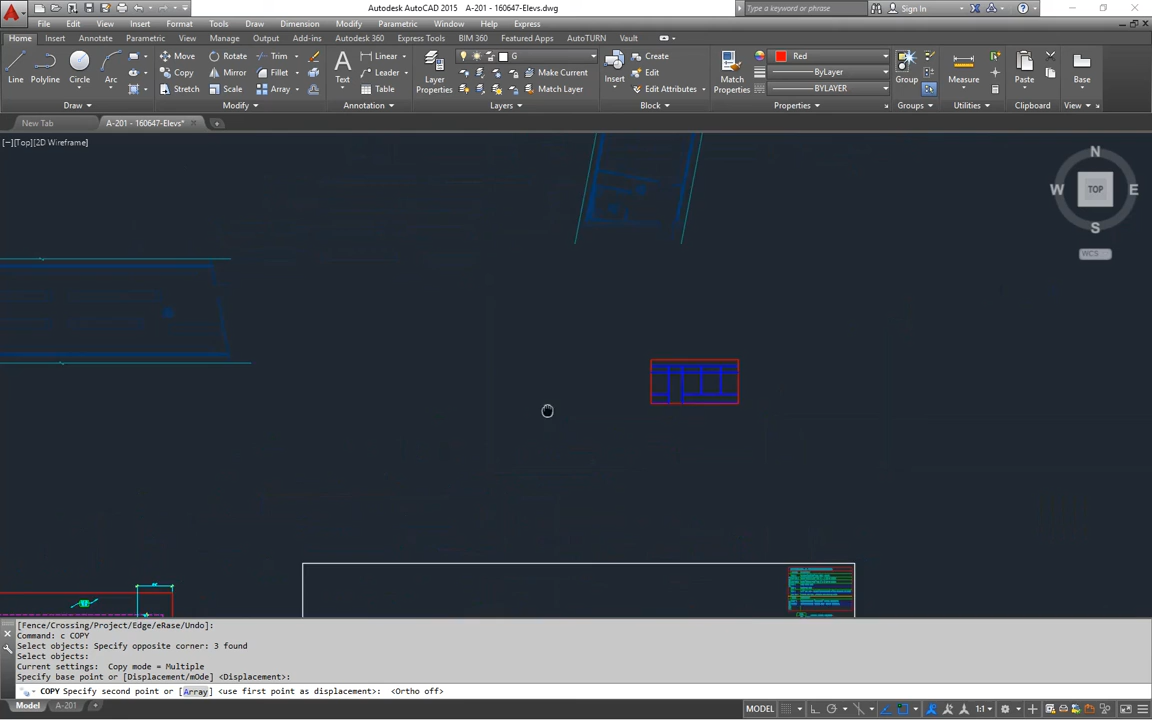 Autodesk AutoCAD 2015 A-201 - 160647-Elevs.dwg
Type a keyword or phrase
Sign In
File Edit View Insert Format Tools Draw Dimension Modify Parametric Window Help Express
Home Insert Annotate Parametric View Manage Output Autodesk 360 Express Tools BIM 360 Featured Apps AutoTURN Vault
Line Polyline Circle Arc
Move Rotate Trim
Copy Mirror Fillet
Stretch Scale Array
Text
Linear
Leader
Table
Layer Properties
G
Make Current
Match Layer
Insert
Create
Edit
Edit Attributes
Match Properties
Red
ByLayer
BYLAYER
Group
Measure
Paste
Base
Draw Modify Annotation Layers Block Properties Groups Utilities Clipboard View
New Tab A-201 - 160647-Elevs*
[−][Top][2D Wireframe]
N
W TOP E
S
WCS
[Fence/Crossing/Project/Edge/eRase/Undo]:
Command: c COPY
Select objects: Specify opposite corner: 3 found
Select objects:
Current settings: Copy mode = Multiple
Specify base point or [Displacement/mOde] <Displacement>:
COPY Specify second point or [Array] <use first point as displacement>: <Ortho off>
Model A-201 +
MODEL 1:1